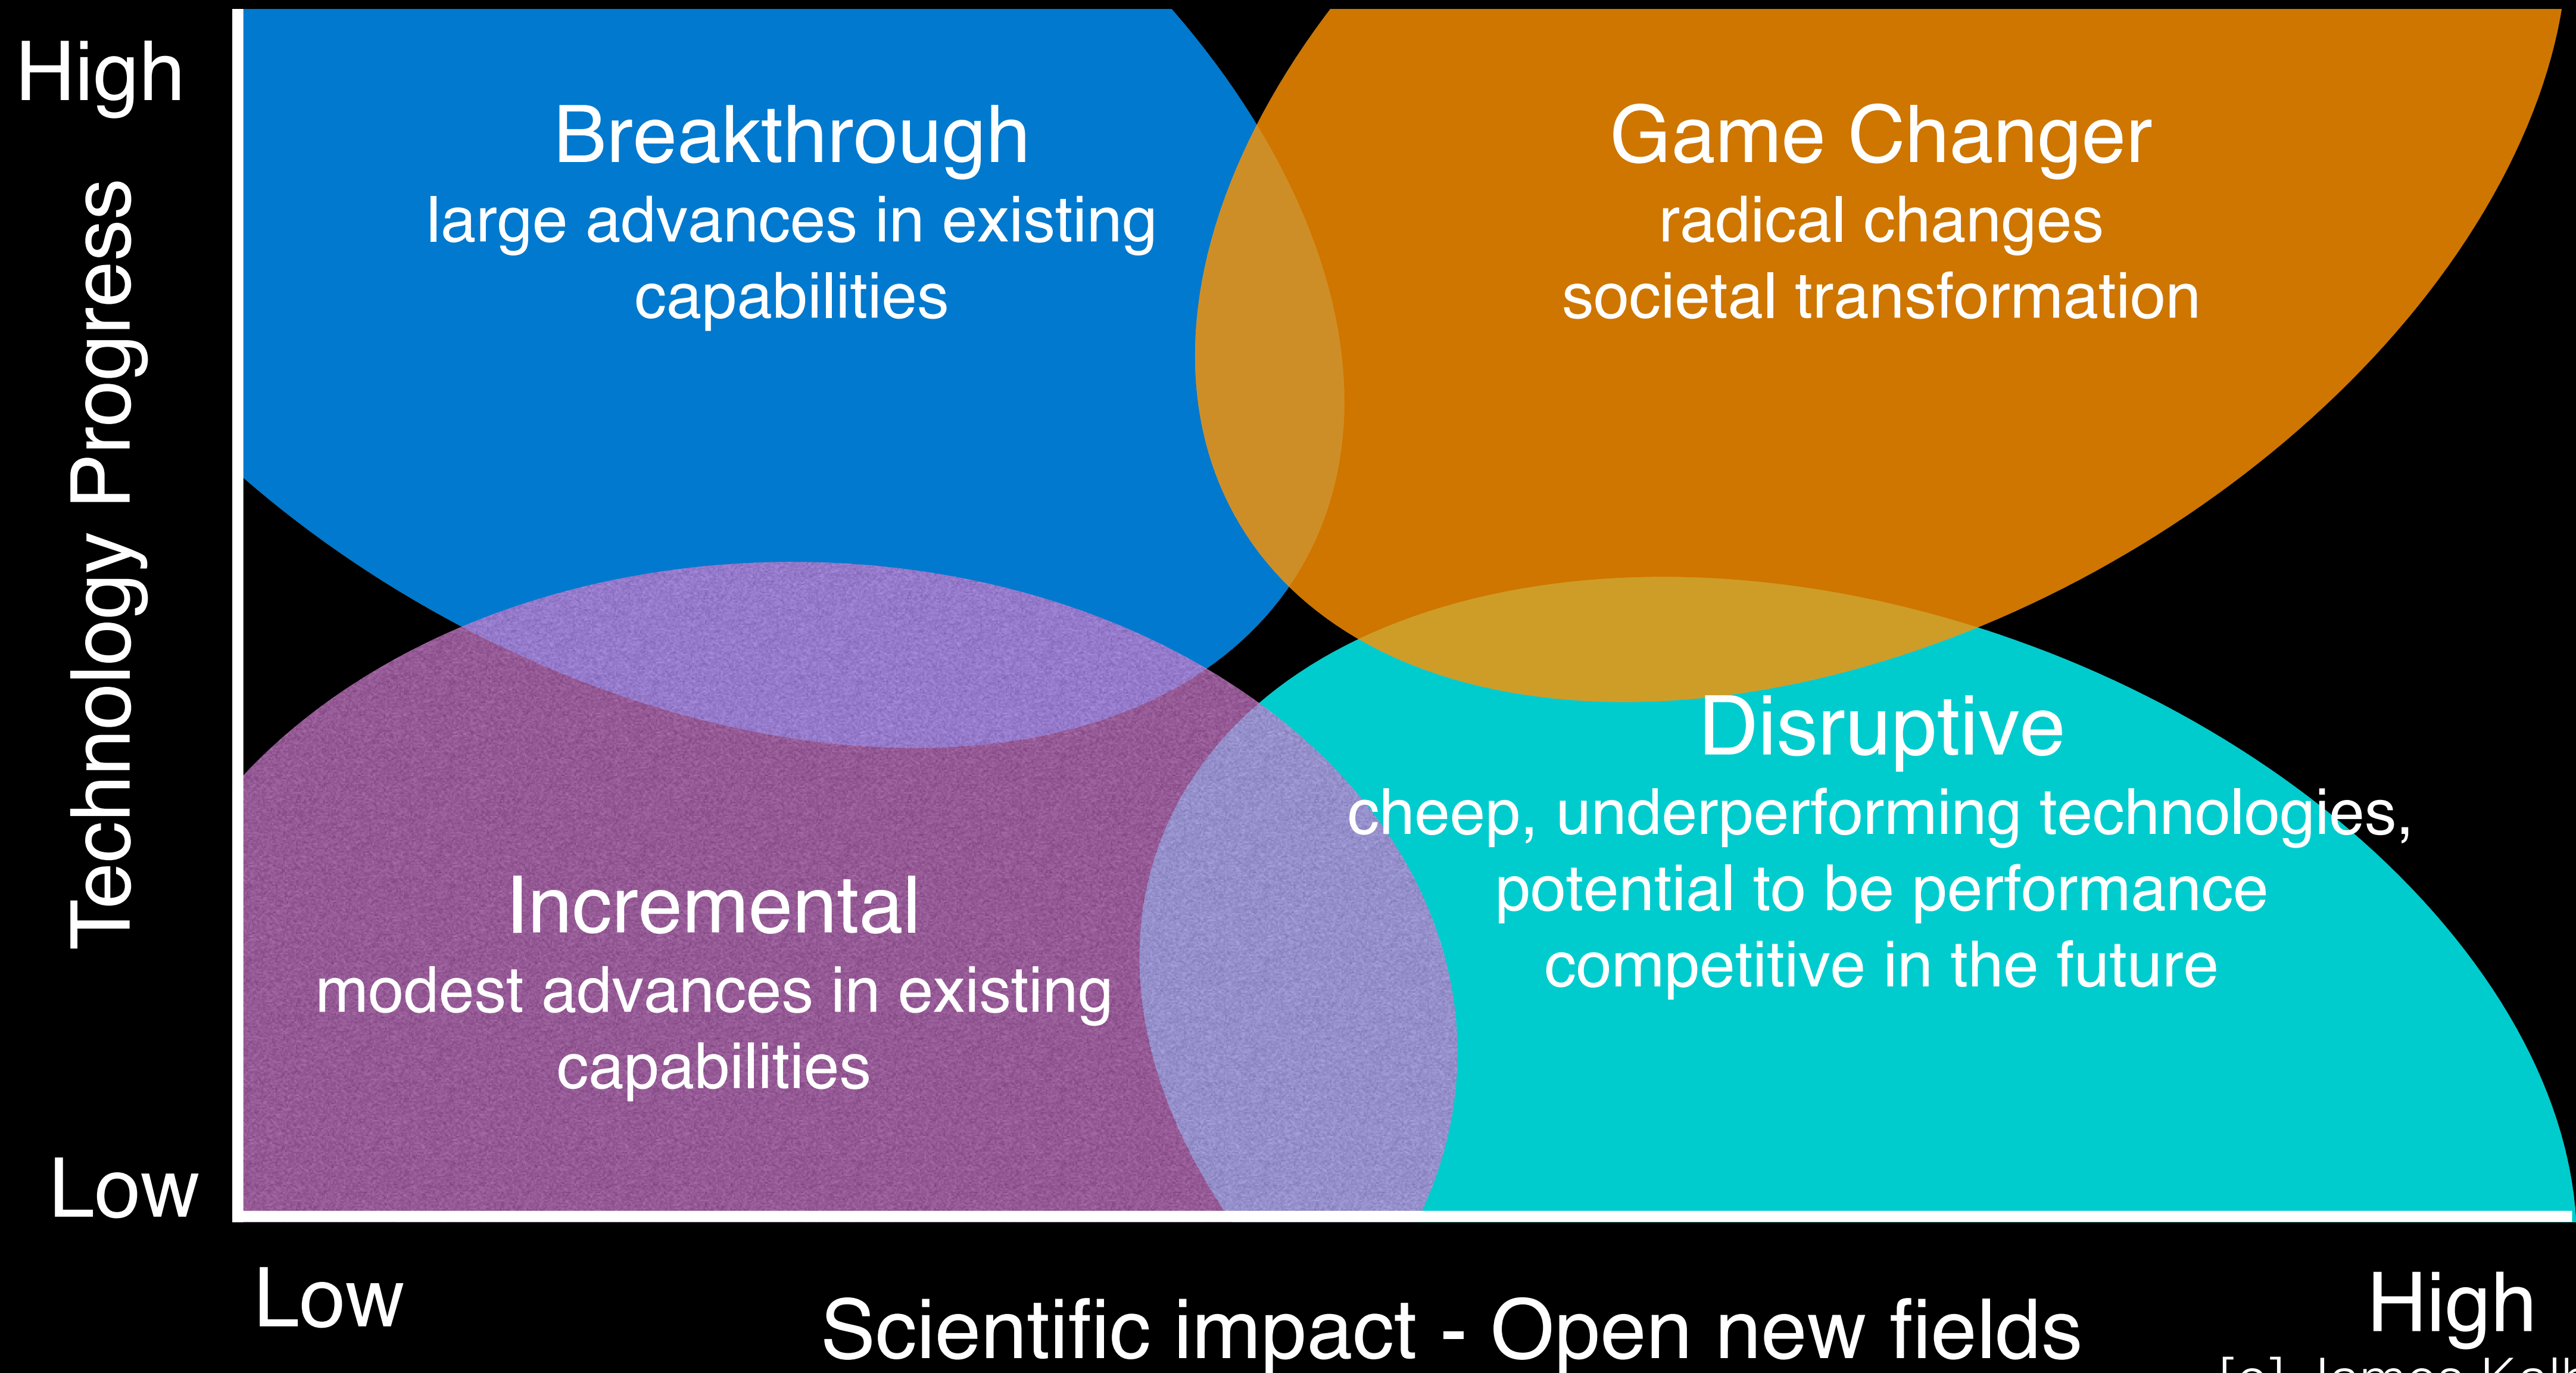 High
Technology Progress
Low
Breakthrough
large advances in existing
capabilities
Game Changer
radical changes
societal transformation
Incremental
modest advances in existing
capabilities
Disruptive
cheep, underperforming technologies,
potential to be performance
competitive in the future
Low
Scientific impact - Open new fields
High
James